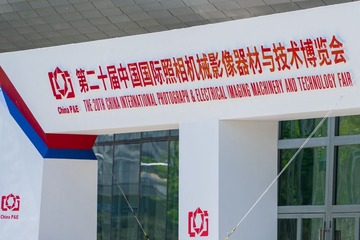 第二十届中国国际照相机械影像器材与技术博览会
China P&E
THE 20TH CHINA INTERNATIONAL PHOTOGRAPH & ELECTRICAL IMAGING MACHINERY AND TECHNOLOGY FAIR
China P&E